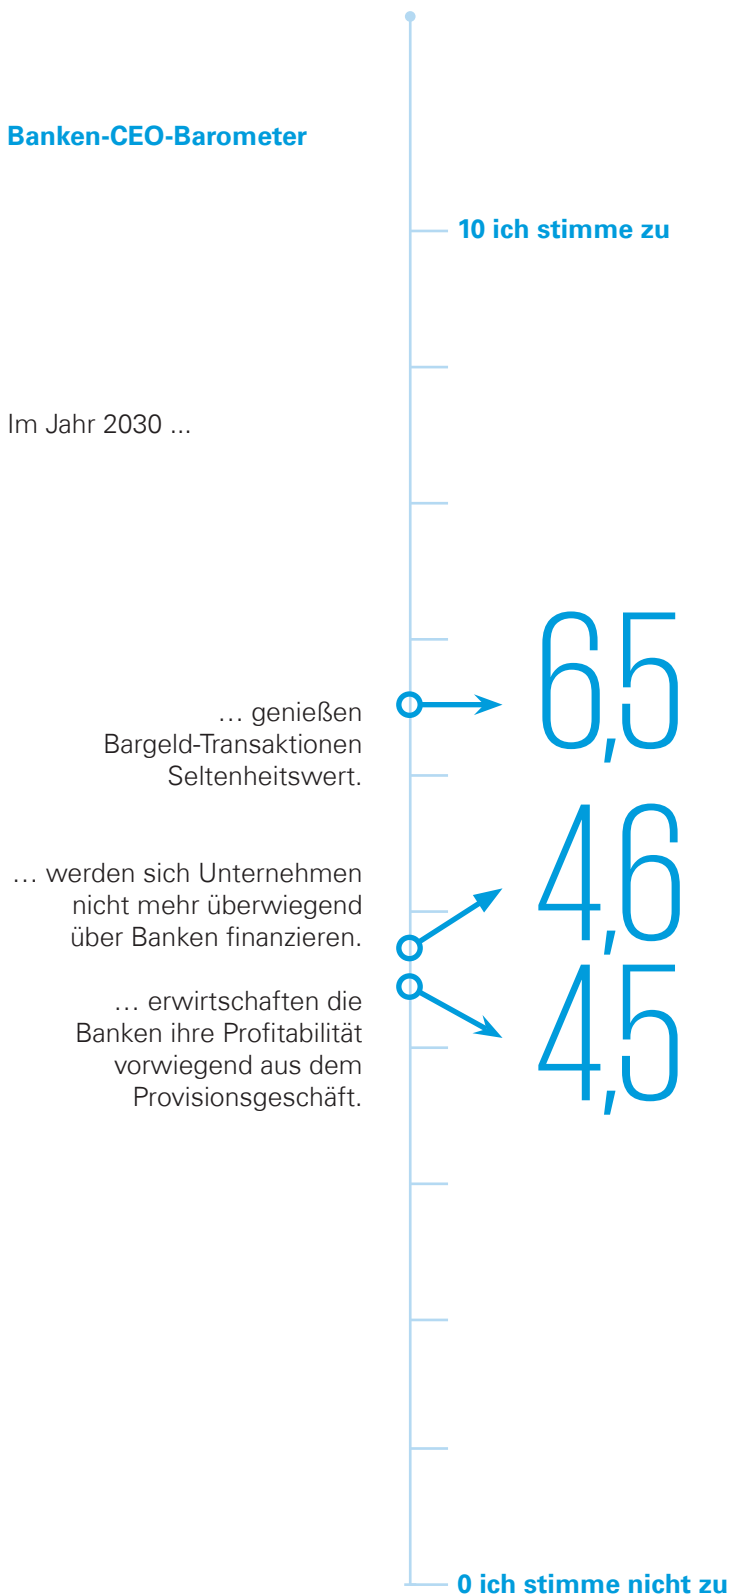 Banken-CEO-Barometer
10 ich stimme zu
Im Jahr 2030 ...
… genießen
Bargeld-Transaktionen
Seltenheitswert.
6,5
… werden sich Unternehmen
nicht mehr überwiegend
über Banken finanzieren.
4,6
… erwirtschaften die
Banken ihre Profitabilität
vorwiegend aus dem
Provisionsgeschäft.
4,5
0 ich stimme nicht zu